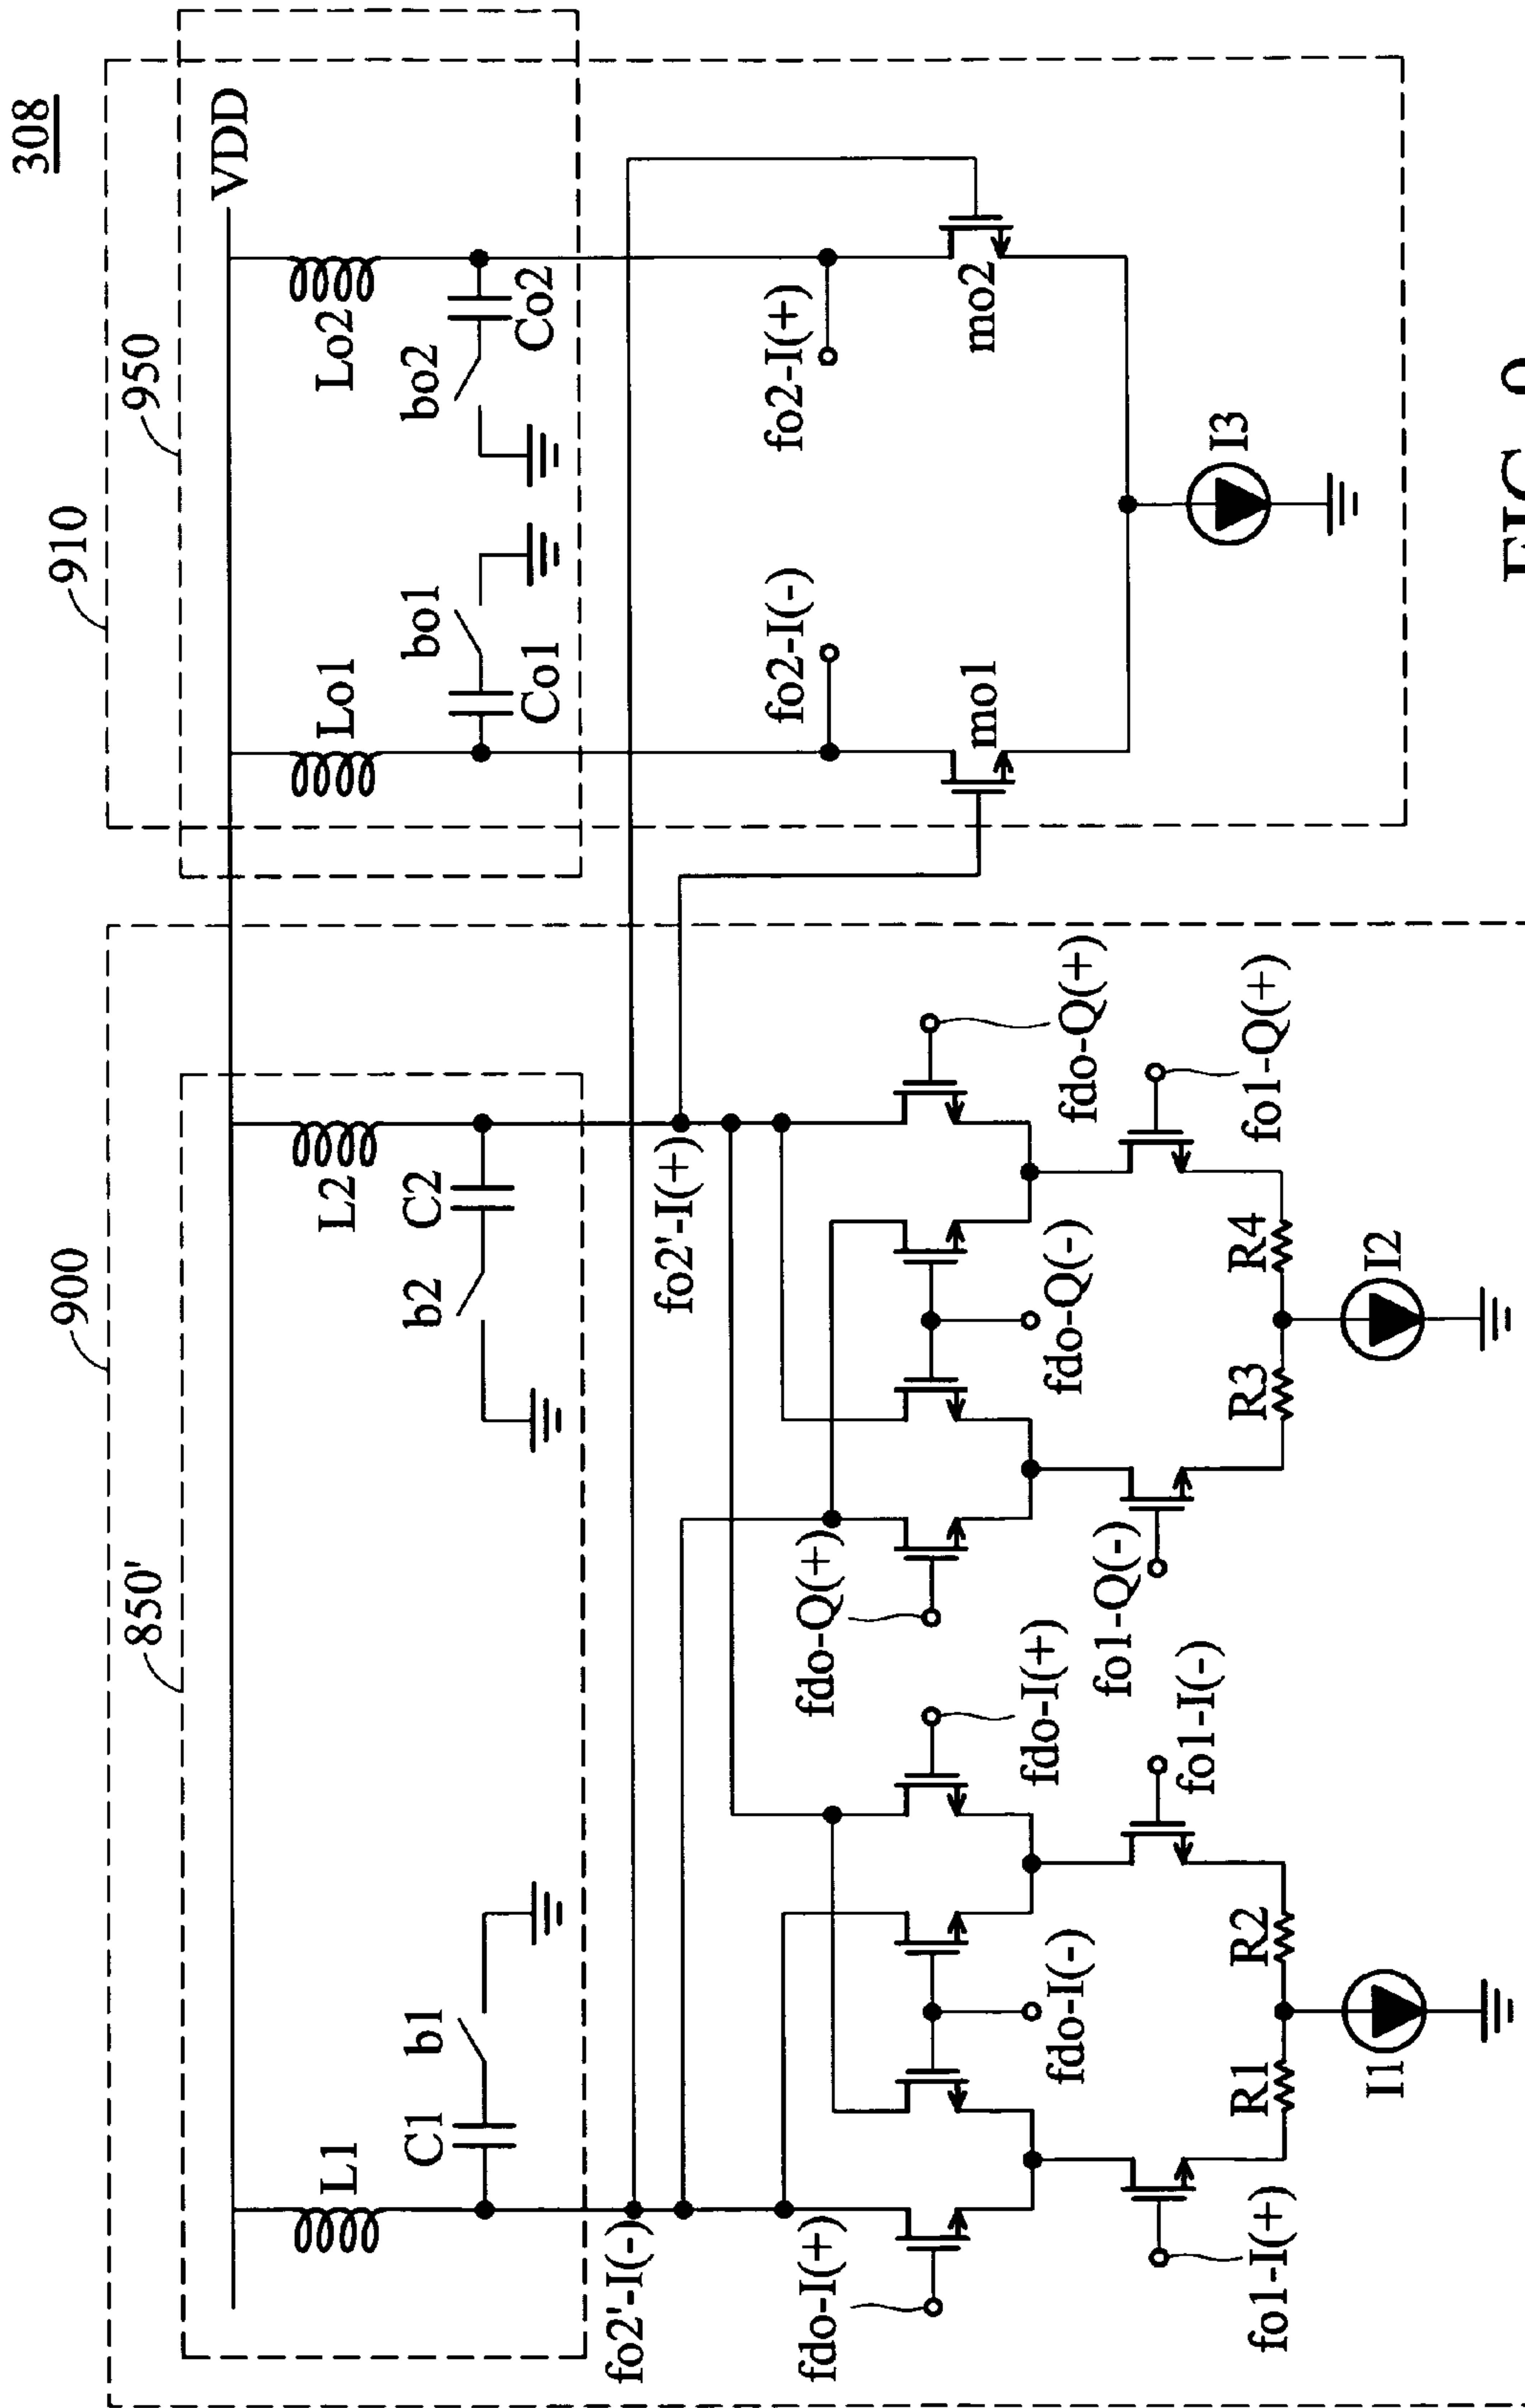 308
910
950
VDD
Lo1
Lo2
bo1
bo2
Co1
Co2
fo2-I(-)
fo2-I(+)
mo1
mo2
I3
900
850'
L1
L2
C1
b1
b2
C2
fo2'-I(-)
fo2'-I(+)
fdo-I(+)
fdo-I(-)
fdo-I(+)
fdo-Q(+)
fdo-Q(-)
fdo-Q(+)
fo1-I(+)
fo1-I(-)
fo1-Q(-)
fo1-Q(+)
R1
R2
R3
R4
I1
I2